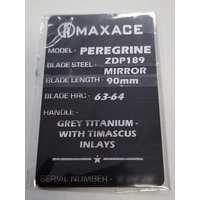 MAXACE
MODEL - PEREGRINE
BLADE STEEL - ZDP189
MIRROR
BLADE LENGTH - 90mm
BLADE HRC - 63-64
HANDLE -
GREY TITANIUM -
WITH TIMASCUS
INLAYS
SERIAL NUMBER -